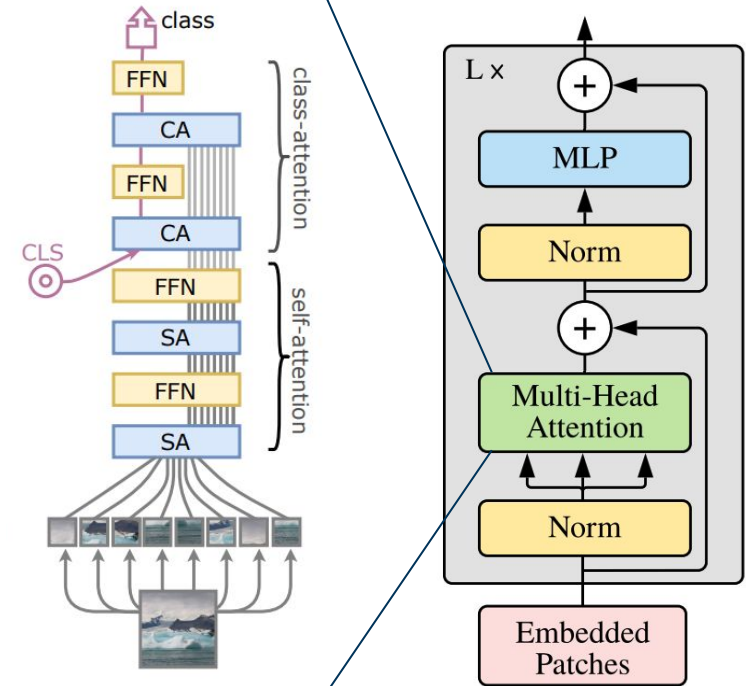 class
FFN
CA
FFN
CA
CLS
FFN
SA
FFN
SA
class-attention
self-attention
L ×
+
MLP
Norm
+
Multi-Head
Attention
Norm
Embedded
Patches